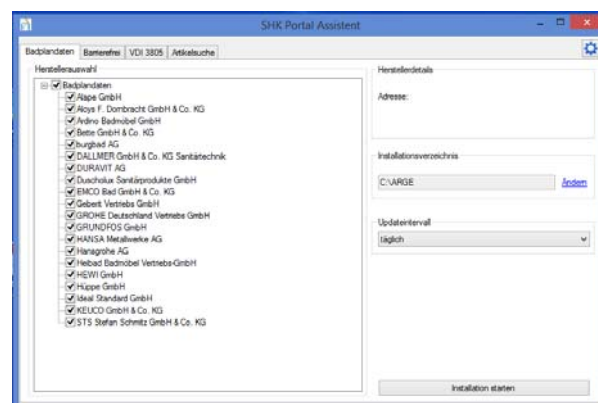 SHK Portal Assistent
Badplandaten Barrierefrei VDI 3805 Artikelsuche
Herstellerauswahl
Badplandaten
Alape GmbH
Aloys F. Dornbracht GmbH & Co. KG
Ardino Badmöbel GmbH
Bette GmbH & Co. KG
burgbad AG
DALLMER GmbH & Co. KG Sanitärtechnik
DURAVIT AG
Duscholux Sanitärprodukte GmbH
EMCO Bad GmbH & Co. KG
Geberit Vertriebs GmbH
GROHE Deutschland Vertriebs GmbH
GRUNDFOS GmbH
HANSA Metallwerke AG
Hansgrohe AG
Heibad Badmöbel Vertriebs-GmbH
HEWI GmbH
Hüppe GmbH
Ideal Standard GmbH
KEUCO GmbH & Co. KG
STS Stefan Schmitz GmbH & Co. KG
Herstellerdetails
Adresse:
Installationsverzeichnis
C:\ARGE Ändern
Updateintervall
täglich
Installation starten